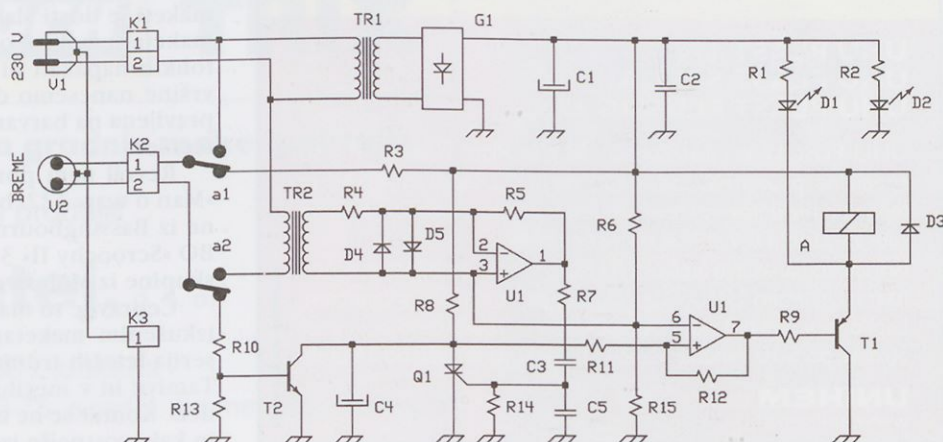 TR1
G1
K1
1
2
230 V
V1
C1
C2
R1
R2
D1
D2
K2
1
2
BREME
V2
a1
R3
TR2
R4
R5
D4
D5
2
3
1
U1
R6
A
D3
a2
R8
R7
K3
1
R10
R13
T2
C4
Q1
R14
C3
C5
R11
R12
6
5
7
U1
R9
T1
R15